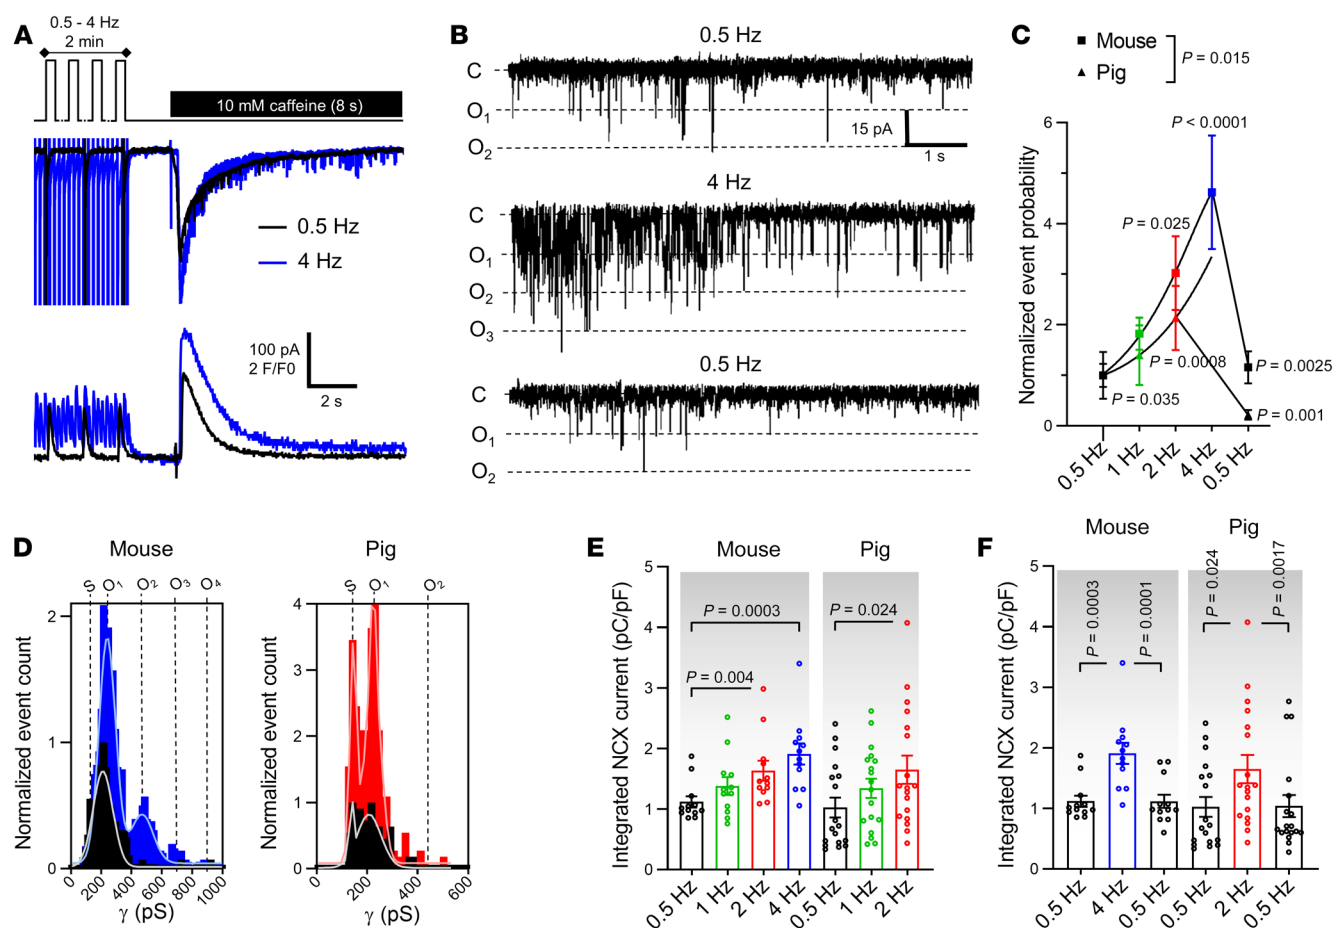 A
0.5 - 4 Hz
2 min
10 mM caffeine (8 s)
0.5 Hz
4 Hz
100 pA
2 F/F0
2 s
B
0.5 Hz
C
O1
O2
15 pA
1 s
4 Hz
C
O1
O2
O3
0.5 Hz
C
O1
O2
C
Mouse
Pig
P = 0.015
Normalized event probability
6
4
2
0
P < 0.0001
P = 0.025
P = 0.0008
P = 0.035
P = 0.0025
P = 0.001
0.5 Hz
1 Hz
2 Hz
4 Hz
0.5 Hz
D
Mouse
S
O1
O2
O3
O4
Normalized event count
2
1
0
0
200
400
600
800
1000
γ (pS)
Pig
S
O1
O2
Normalized event count
4
3
2
1
0
0
200
400
600
γ (pS)
E
Mouse
Pig
Integrated NCX current (pC/pF)
5
4
3
2
1
0
P = 0.0003
P = 0.004
P = 0.024
0.5 Hz
1 Hz
2 Hz
4 Hz
0.5 Hz
1 Hz
2 Hz
F
Mouse
Pig
Integrated NCX current (pC/pF)
5
4
3
2
1
0
P = 0.0003
P = 0.0001
P = 0.024
P = 0.0017
0.5 Hz
4 Hz
0.5 Hz
0.5 Hz
2 Hz
0.5 Hz